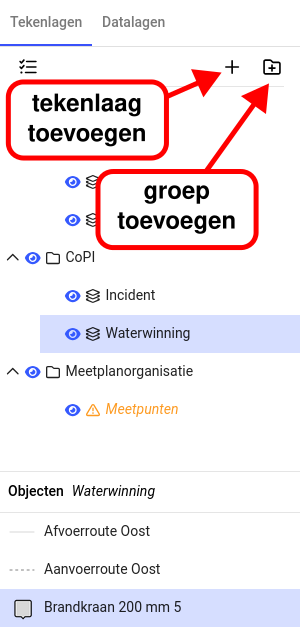 Tekenlagen Datalagen
tekenlaag
toevoegen
groep
toevoegen
CoPI
Incident
Waterwinning
Meetplanorganisatie
Meetpunten
Objecten Waterwinning
Afvoerroute Oost
Aanvoerroute Oost
Brandkraan 200 mm 5